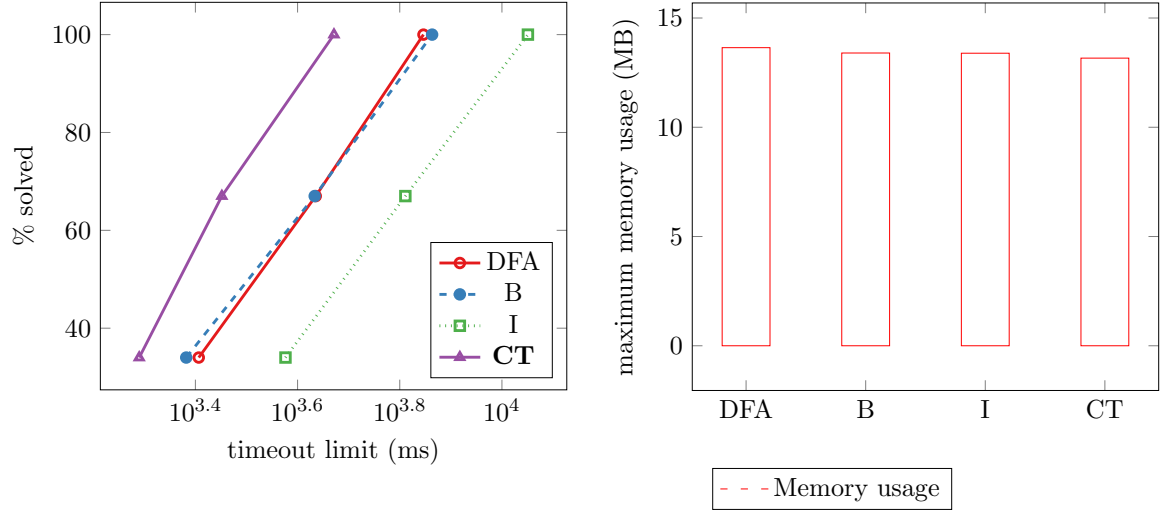 100
80
60
40
% solved
10^3.4
10^3.6
10^3.8
10^4
timeout limit (ms)
DFA
B
I
CT
15
10
5
0
maximum memory usage (MB)
DFA
B
I
CT
Memory usage